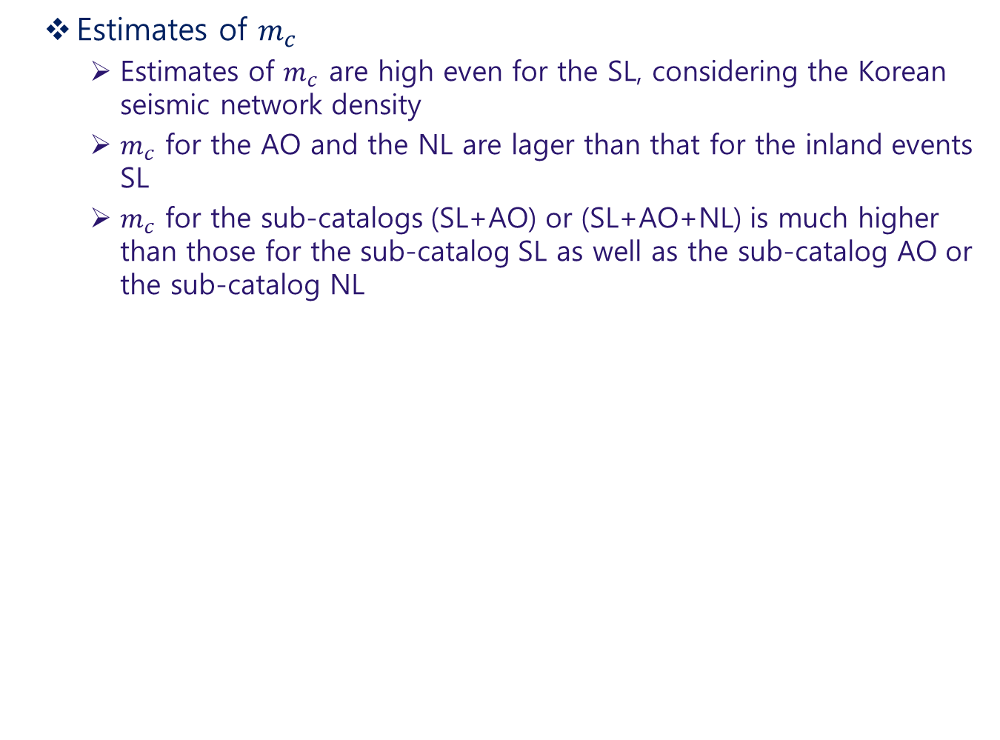 ❖ Estimates of m_c
➢ Estimates of m_c are high even for the SL, considering the Korean
seismic network density
➢ m_c for the AO and the NL are lager than that for the inland events
SL
➢ m_c for the sub-catalogs (SL+AO) or (SL+AO+NL) is much higher
than those for the sub-catalog SL as well as the sub-catalog AO or
the sub-catalog NL